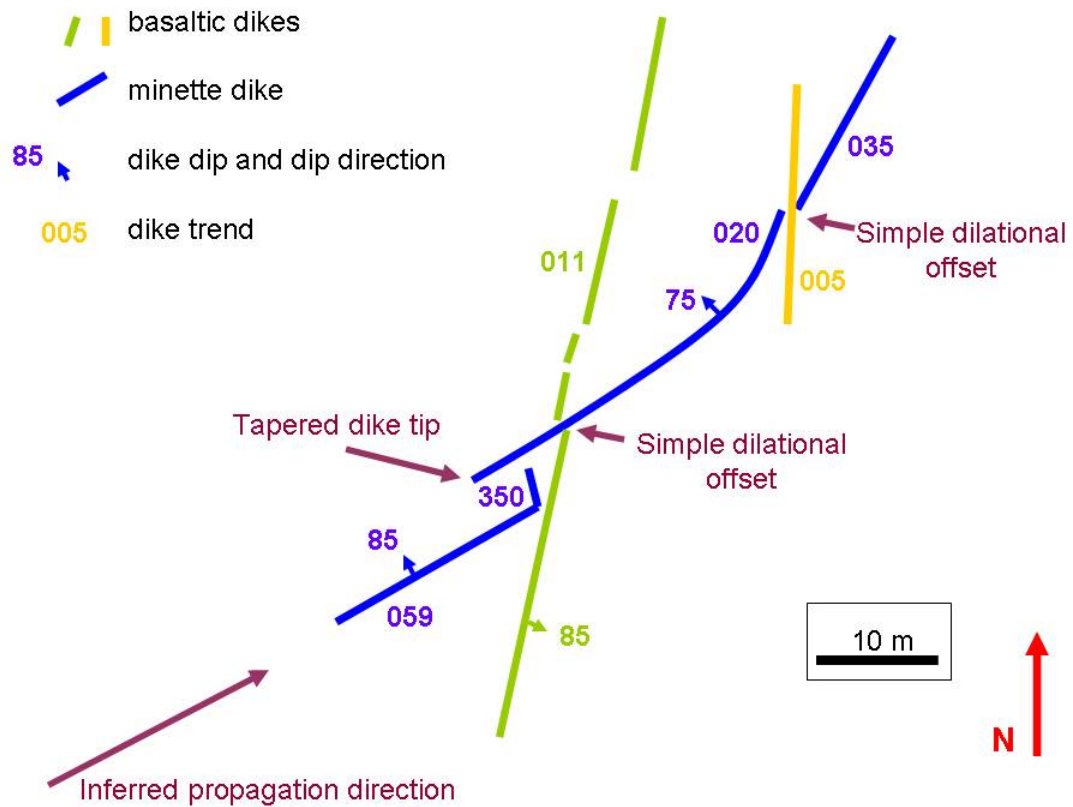 basaltic dikes
minette dike
85
dike dip and dip direction
005
dike trend
035
020
Simple dilational
offset
011
005
75
Tapered dike tip
Simple dilational
offset
350
85
059
85
10 m
N
Inferred propagation direction